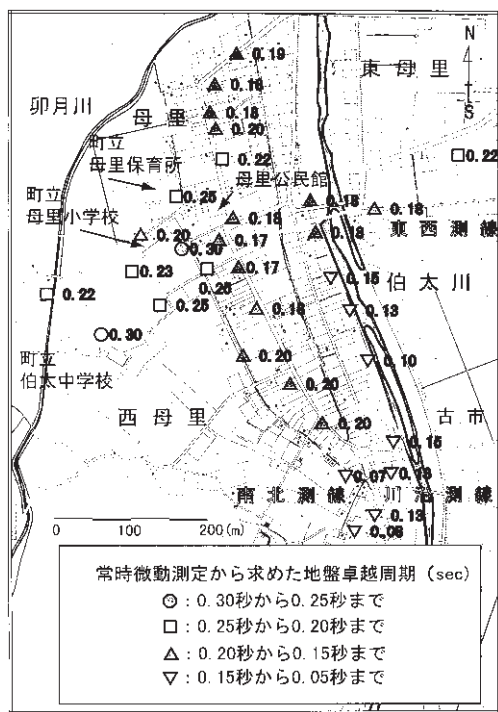 0.19
N
東母里
0.16
卯月川
母里
0.18
S
0.20
町立
母里保育所
0.22
0.22
母里公民館
町立
母里小学校
0.25
0.18
0.18
0.18
0.20
0.17
0.18
東西測線
0.30
0.23
0.17
0.15
伯太川
0.22
0.25
0.25
0.18
0.13
0.30
町立
伯太中学校
0.20
0.10
0.20
西母里
0.20
古市
0.15
0.07
0.13
南北測線
川沿測線
0.13
0 100 200(m)
0.08
常時微動測定から求めた地盤卓越周期(sec)
○:0.30秒から0.25秒まで
□:0.25秒から0.20秒まで
△:0.20秒から0.15秒まで
▽:0.15秒から0.05秒まで